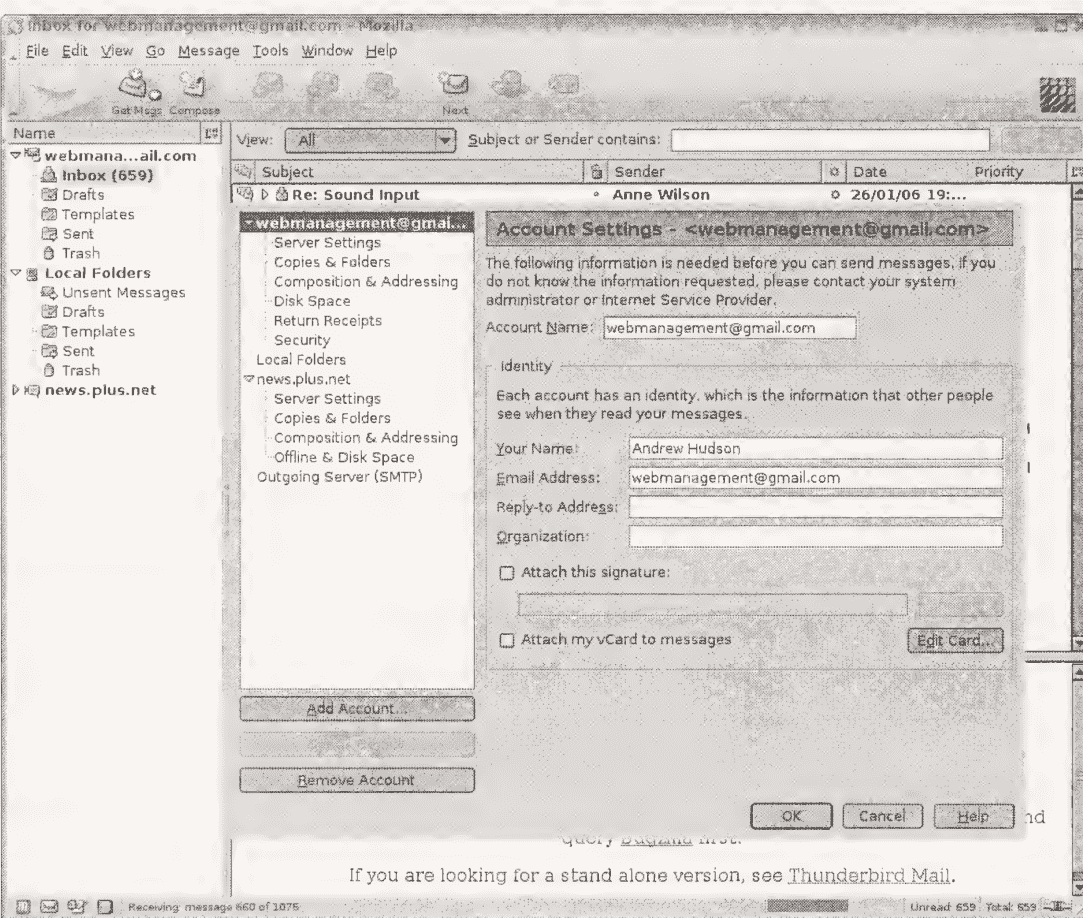 Inbox for webmanagement@gmail.com - Mozilla
File Edit View Go Message Tools Window Help
Get Msgs Compose Next
Name
View: All Subject or Sender contains:
webmana...ail.com
Inbox (659)
Drafts
Templates
Sent
Trash
Local Folders
Unsent Messages
Drafts
Templates
Sent
Trash
news.plus.net
Subject Sender Date Priority
Re: Sound Input Anne Wilson 26/01/06 19:...
webmanagement@gmai...
Server Settings
Copies & Folders
Composition & Addressing
Disk Space
Return Receipts
Security
Local Folders
news.plus.net
Server Settings
Copies & Folders
Composition & Addressing
Offline & Disk Space
Outgoing Server (SMTP)
Add Account...
Remove Account
Account Settings - <webmanagement@gmail.com>
The following information is needed before you can send messages. If you
do not know the information requested, please contact your system
administrator or Internet Service Provider.
Account Name: webmanagement@gmail.com
Identity
Each account has an identity, which is the information that other people
see when they read your messages.
Your Name: Andrew Hudson
Email Address: webmanagement@gmail.com
Reply-to Address:
Organization:
Attach this signature:
Attach my vCard to messages Edit Card...
OK Cancel Help
nd
query Bugzilla first.
If you are looking for a stand alone version, see Thunderbird Mail.
Receiving: message 660 of 1076 Unread: 659 Total: 659